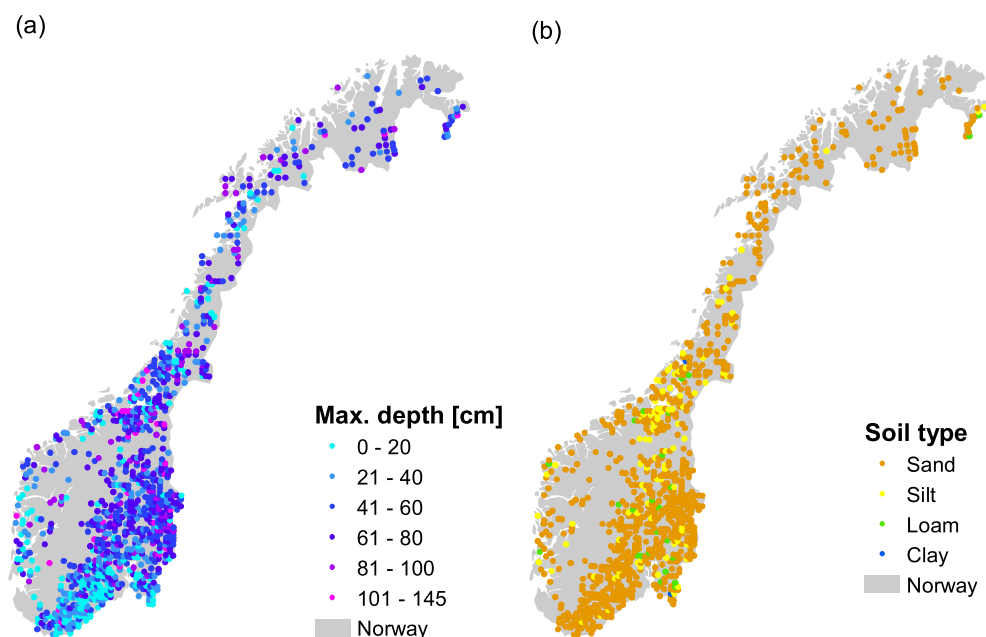 (a)
(b)
Max. depth [cm]
0 - 20
21 - 40
41 - 60
61 - 80
81 - 100
101 - 145
Norway
Soil type
Sand
Silt
Loam
Clay
Norway